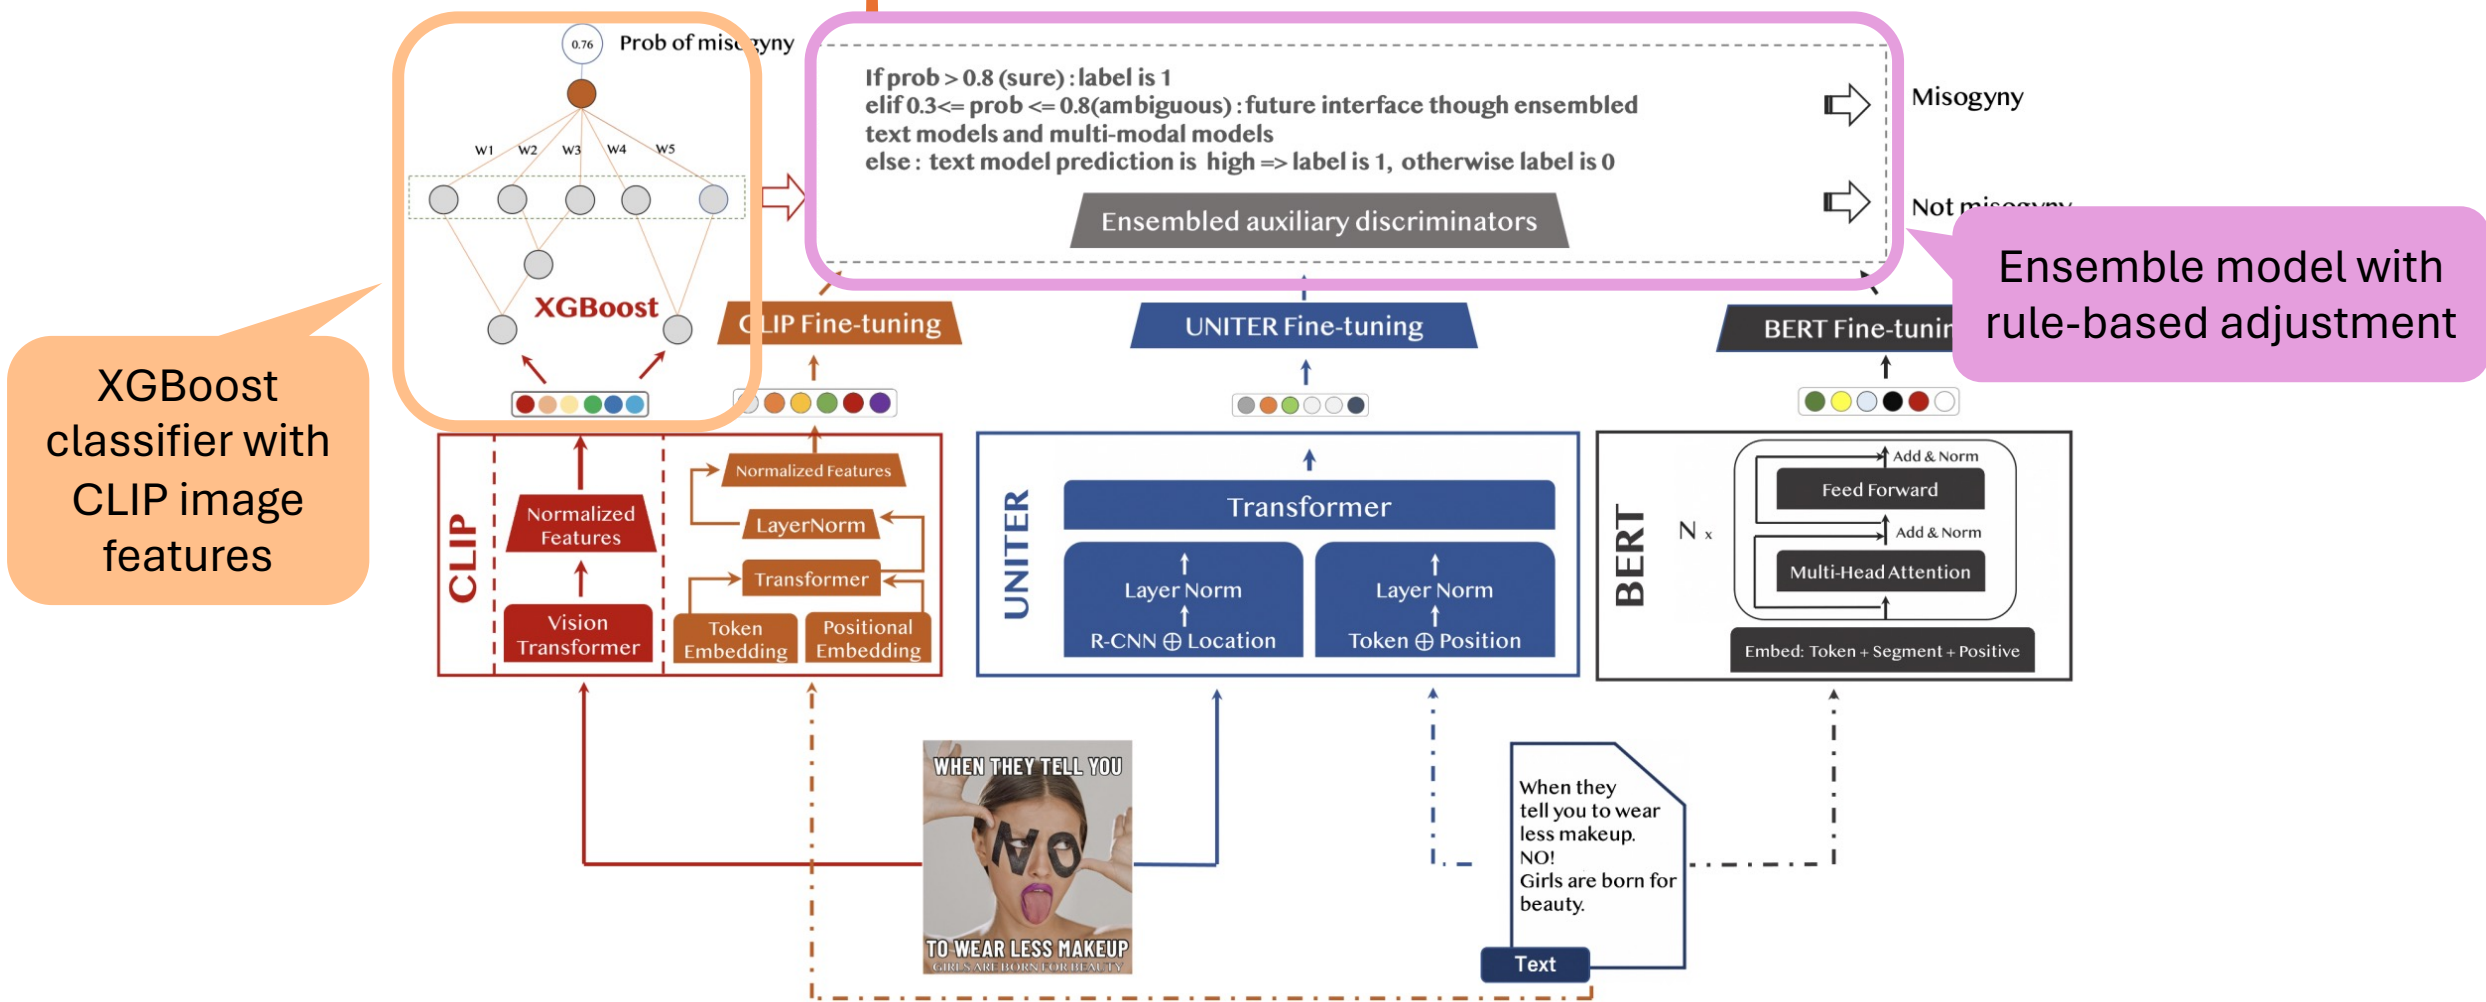 0.76
Prob of misogyny
W1
W2
W3
W4
W5
XGBoost
If prob > 0.8 (sure) : label is 1
elif 0.3<= prob <= 0.8(ambiguous) : future interface though ensembled
text models and multi-modal models
else : text model prediction is high => label is 1, otherwise label is 0
Ensembled auxiliary discriminators
Misogyny
Not misogyny
Ensemble model with
rule-based adjustment
XGBoost
classifier with
CLIP image
features
CLIP Fine-tuning
UNITER Fine-tuning
BERT Fine-tunin
CLIP
Normalized
Features
Vision
Transformer
Normalized Features
LayerNorm
Transformer
Token
Embedding
Positional
Embedding
UNITER
Transformer
Layer Norm
R-CNN ⊕ Location
Layer Norm
Token ⊕ Position
BERT
N x
Add & Norm
Feed Forward
Add & Norm
Multi-Head Attention
Embed: Token + Segment + Positive
WHEN THEY TELL YOU
NO
TO WEAR LESS MAKEUP
GIRLS ARE BORN FOR BEAUTY
When they
tell you to wear
less makeup.
NO!
Girls are born for
beauty.
Text